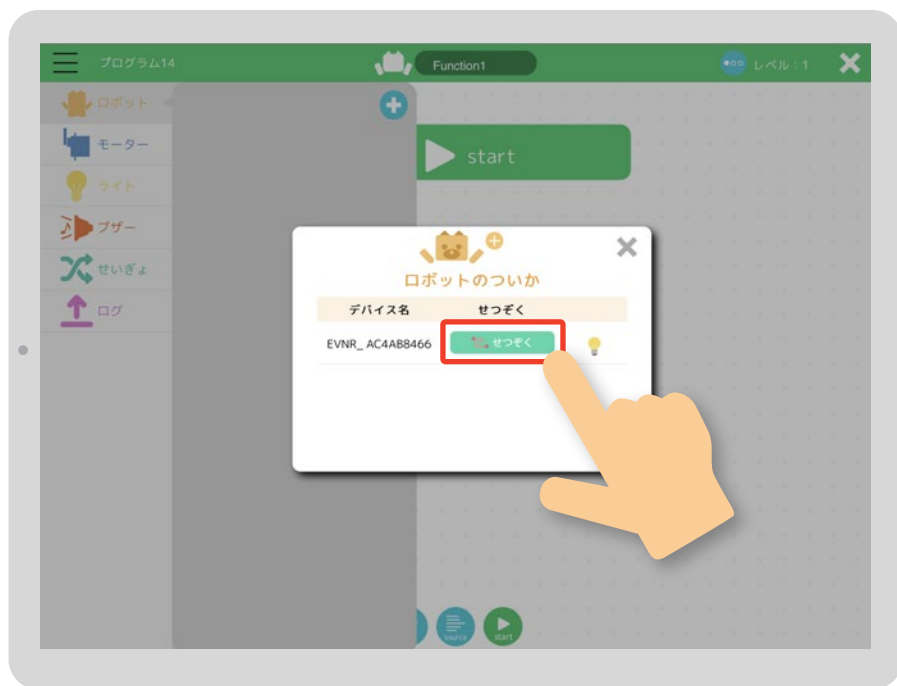 プログラム14
Function1
レベル：1
ロボット
モーター
ライト
ブザー
せいぎょ
ログ
start
ロボットのついか
デバイス名
せつぞく
EVNR_ AC4AB8466
せつぞく
source
start